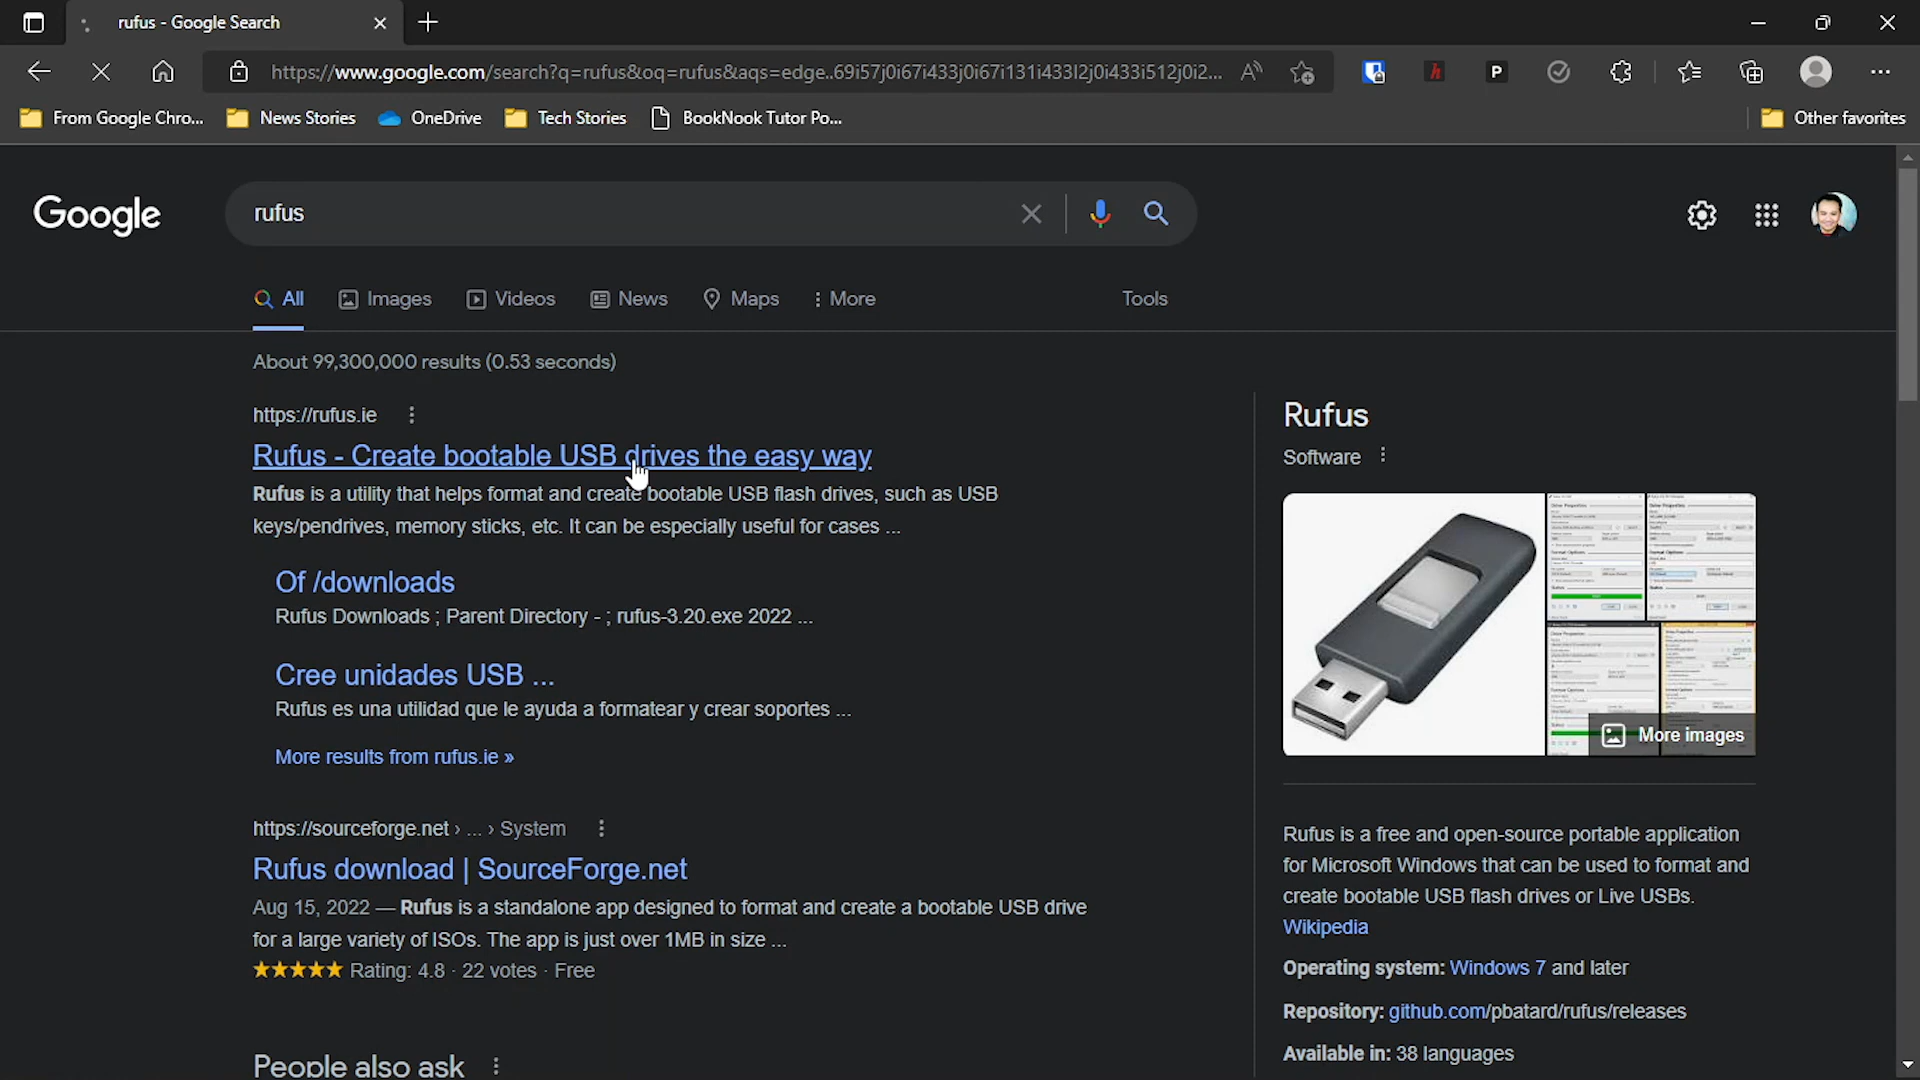 rufus - Google Search
https://www.google.com/search?q=rufus&oq=rufus&aqs=edge..69i57j0i67i433j0i67i131i433l2j0i433i512j0i2...
From Google Chro...
News Stories
OneDrive
Tech Stories
BookNook Tutor Po...
Other favorites
Google
rufus
All
Images
Videos
News
Maps
More
Tools
About 99,300,000 results (0.53 seconds)
https://rufus.ie
Rufus - Create bootable USB drives the easy way
Rufus is a utility that helps format and create bootable USB flash drives, such as USB
keys/pendrives, memory sticks, etc. It can be especially useful for cases ...
Of /downloads
Rufus Downloads ; Parent Directory - ; rufus-3.20.exe 2022 ...
Cree unidades USB ...
Rufus es una utilidad que le ayuda a formatear y crear soportes ...
More results from rufus.ie »
https://sourceforge.net › ... › System
Rufus download | SourceForge.net
Aug 15, 2022 — Rufus is a standalone app designed to format and create a bootable USB drive
for a large variety of ISOs. The app is just over 1MB in size ...
Rating: 4.8 · 22 votes · Free
People also ask
Rufus
Software
More images
Rufus is a free and open-source portable application
for Microsoft Windows that can be used to format and
create bootable USB flash drives or Live USBs.
Wikipedia
Operating system: Windows 7 and later
Repository: github.com/pbatard/rufus/releases
Available in: 38 languages